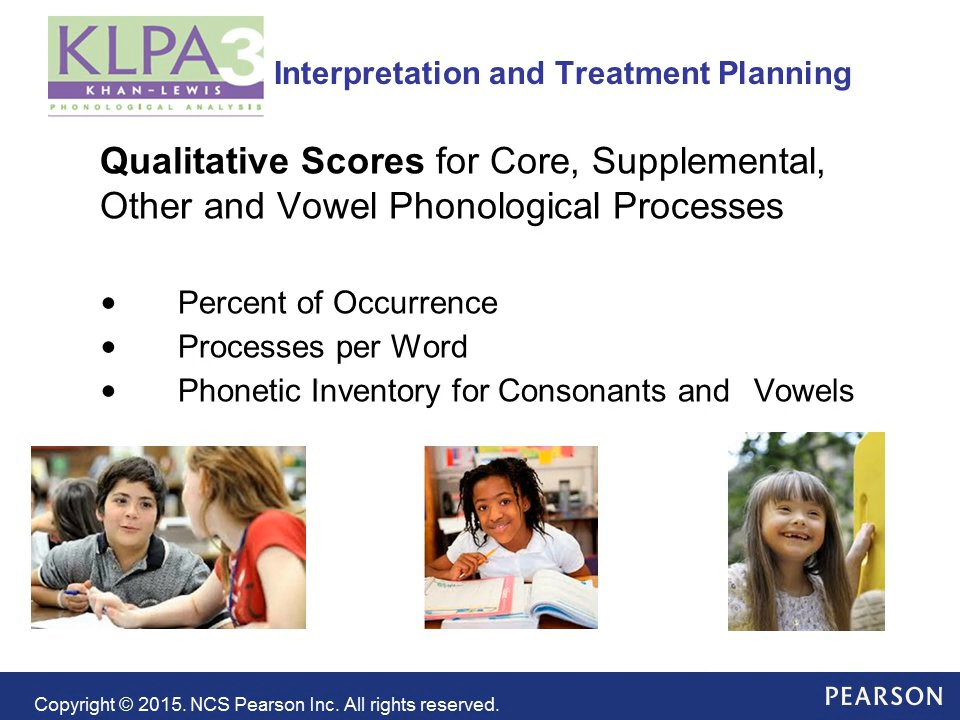 KLPA3
KHAN-LEWIS
PHONOLOGICAL ANALYSIS
Interpretation and Treatment Planning
Qualitative Scores for Core, Supplemental,
Other and Vowel Phonological Processes
• Percent of Occurrence
• Processes per Word
• Phonetic Inventory for Consonants and Vowels
Copyright © 2015. NCS Pearson Inc. All rights reserved.
PEARSON